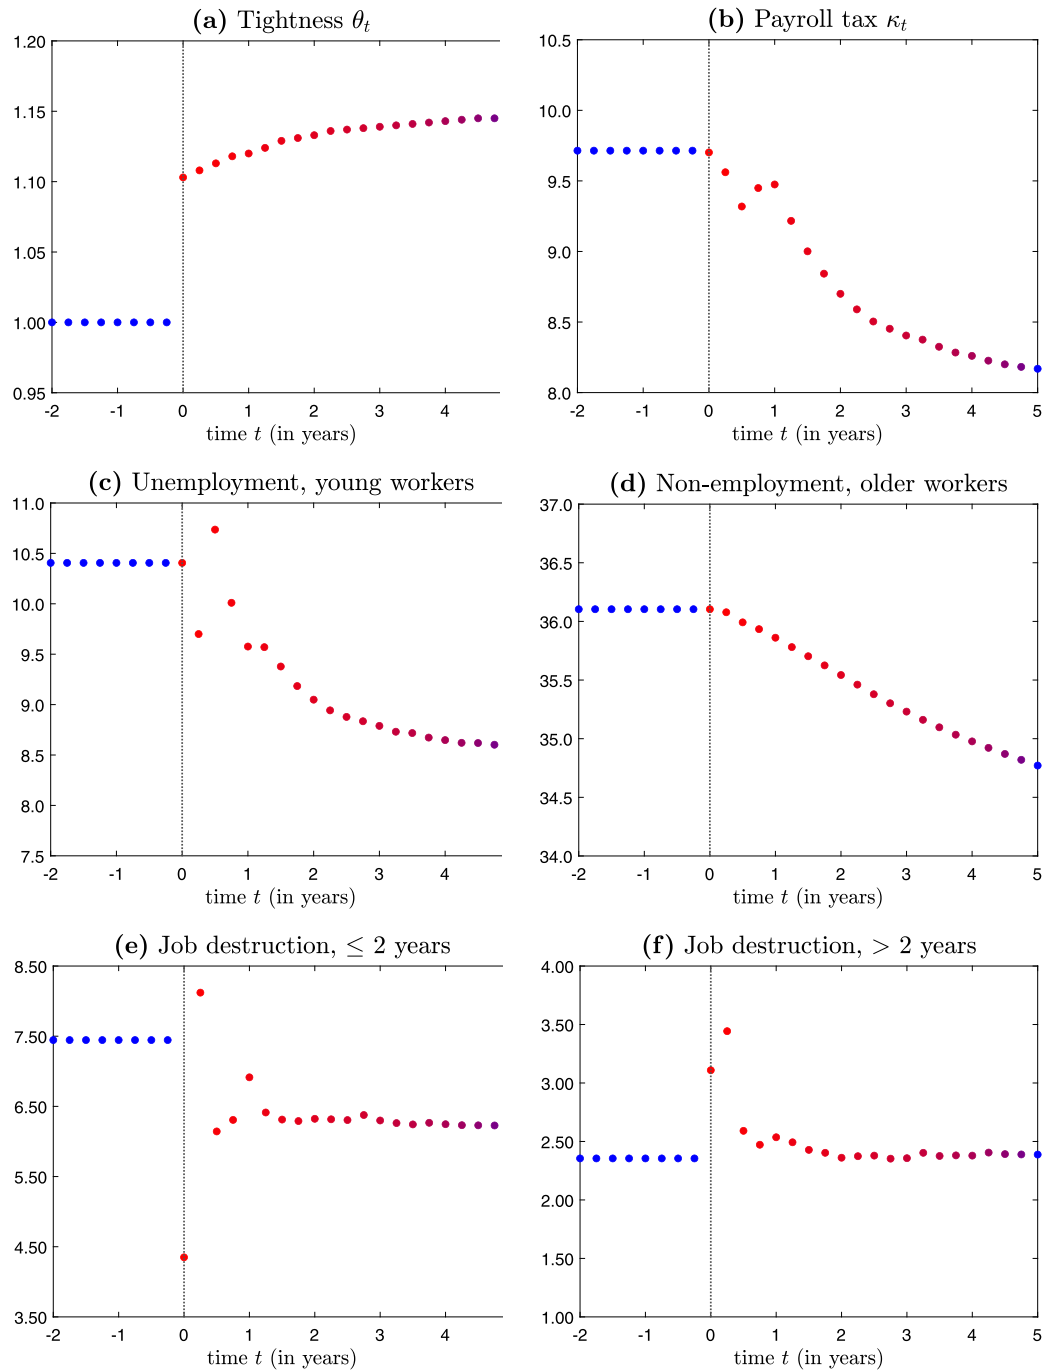 (a) Tightness θt
1.20
1.15
1.10
1.05
1.00
0.95
-2 -1 0 1 2 3 4
time t (in years)
(b) Payroll tax κt
10.5
10.0
9.5
9.0
8.5
8.0
-2 -1 0 1 2 3 4 5
time t (in years)
(c) Unemployment, young workers
11.0
10.5
10.0
9.5
9.0
8.5
8.0
7.5
-2 -1 0 1 2 3 4
time t (in years)
(d) Non-employment, older workers
37.0
36.5
36.0
35.5
35.0
34.5
34.0
-2 -1 0 1 2 3 4 5
time t (in years)
(e) Job destruction, ≤ 2 years
8.50
7.50
6.50
5.50
4.50
3.50
-2 -1 0 1 2 3 4
time t (in years)
(f) Job destruction, > 2 years
4.00
3.50
3.00
2.50
2.00
1.50
1.00
-2 -1 0 1 2 3 4 5
time t (in years)